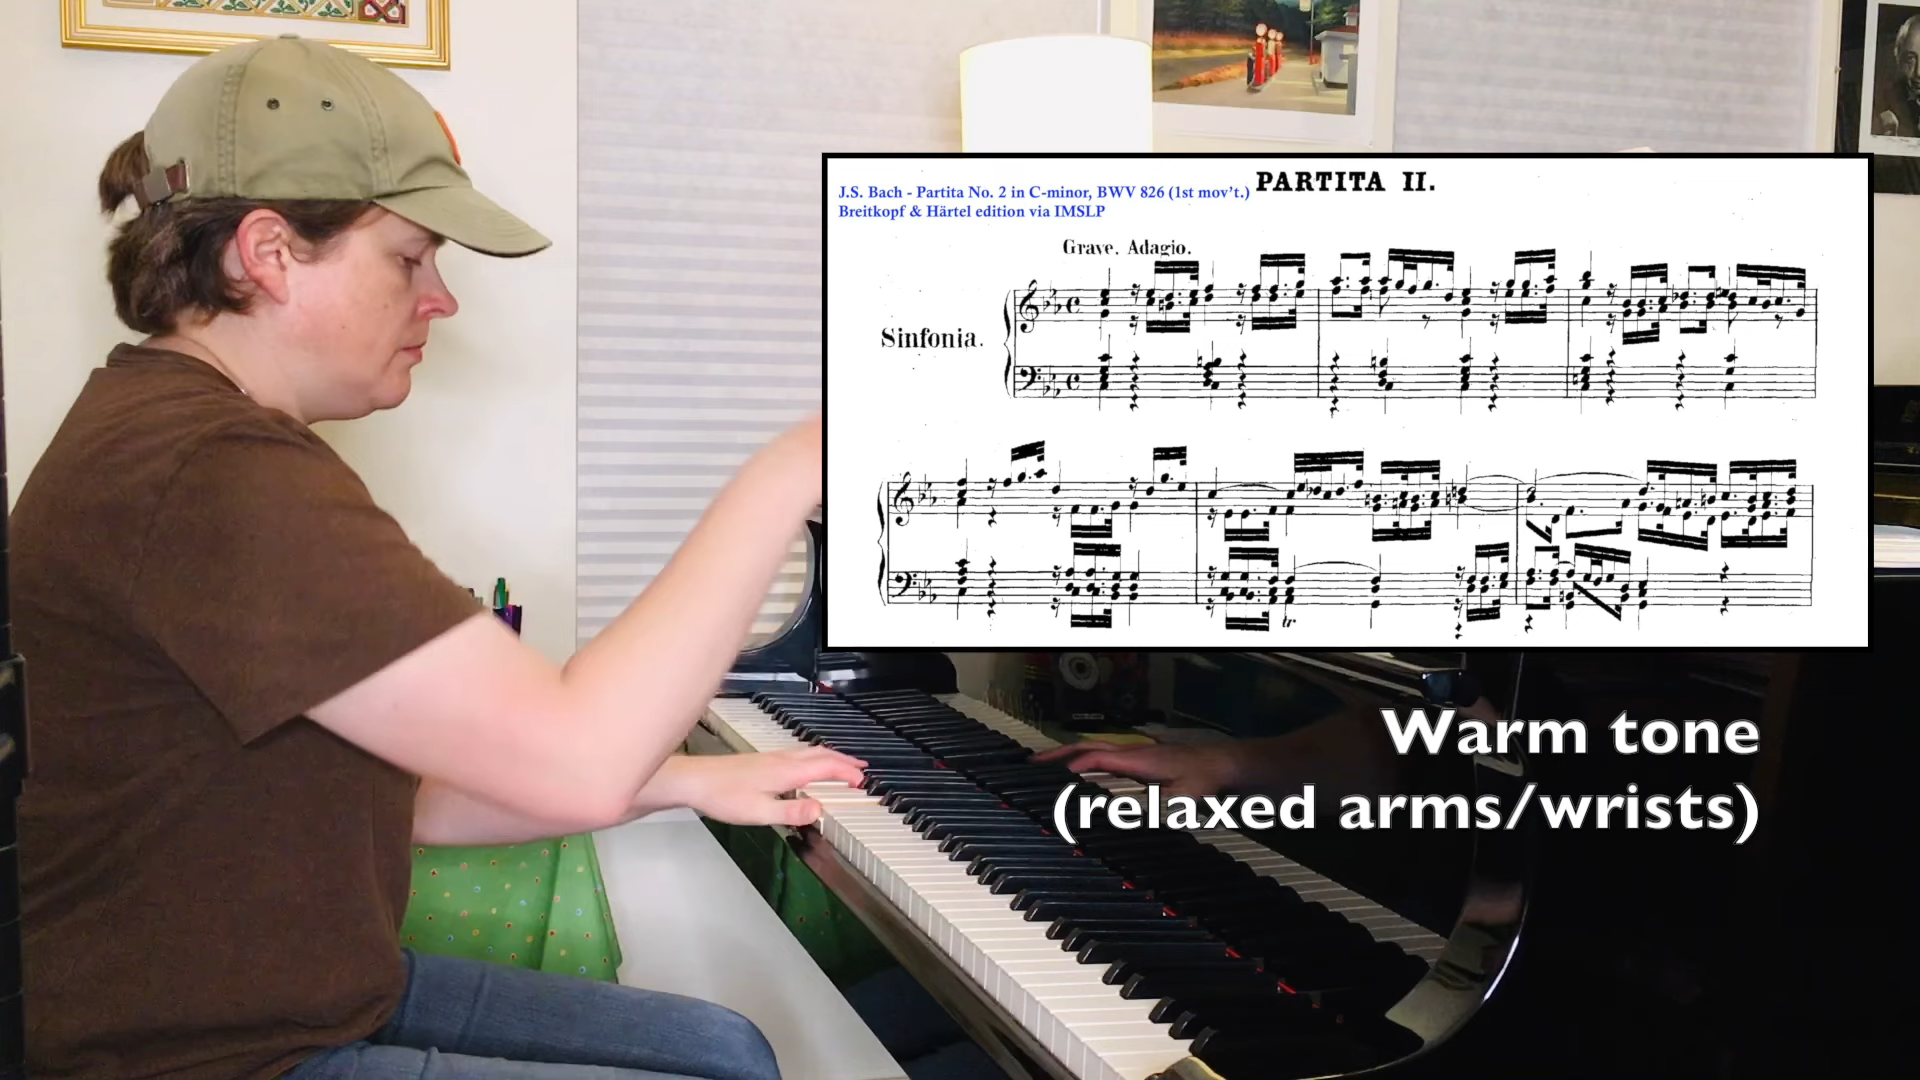 PARTITA II.
J.S. Bach - Partita No. 2 in C-minor, BWV 826 (1st mov't.)
Breitkopf & Härtel edition via IMSLP
Grave. Adagio.
Sinfonia.
tr
Warm tone
(relaxed arms/wrists)